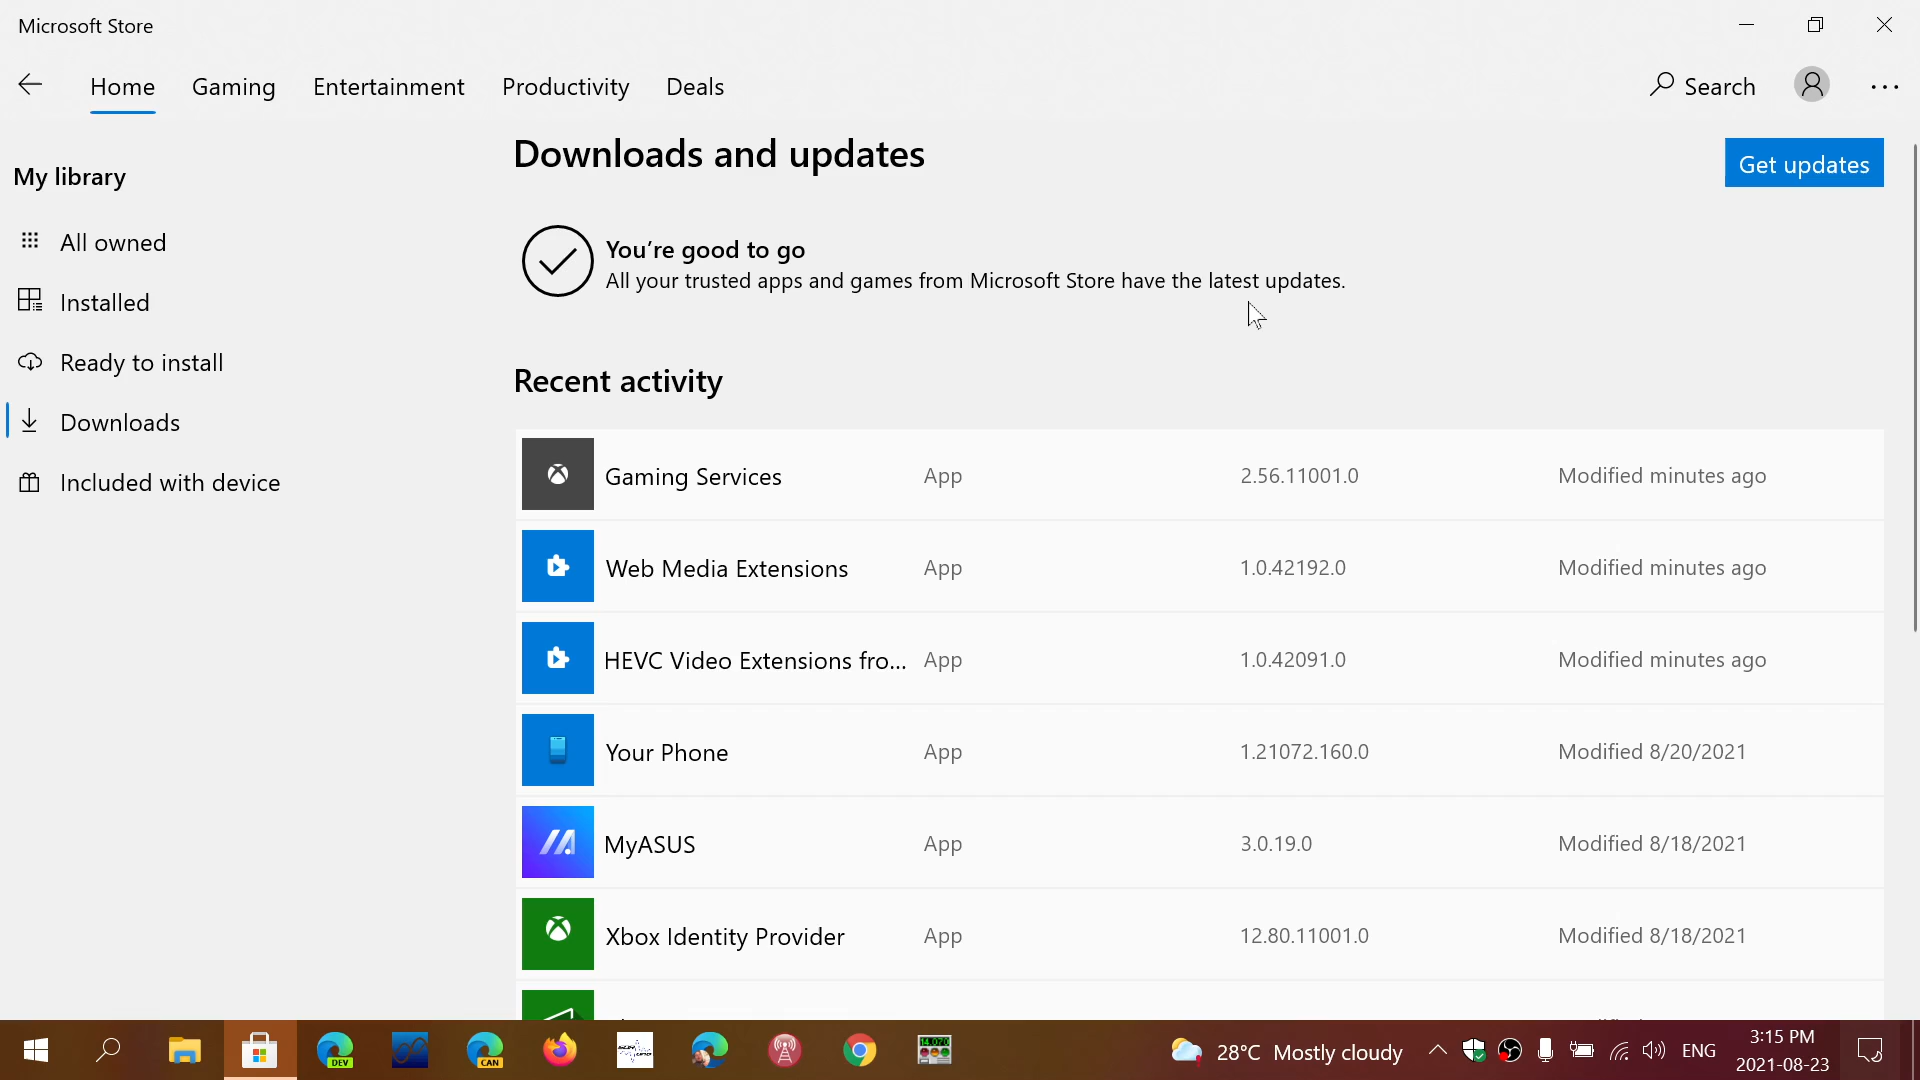 Microsoft Store
Home Gaming Entertainment Productivity Deals Search
My library
All owned
Installed
Ready to install
Downloads
Included with device
Downloads and updates
Get updates
You're good to go
All your trusted apps and games from Microsoft Store have the latest updates.
Recent activity
Gaming Services App 2.56.11001.0 Modified minutes ago
Web Media Extensions App 1.0.42192.0 Modified minutes ago
HEVC Video Extensions fro... App 1.0.42091.0 Modified minutes ago
Your Phone App 1.21072.160.0 Modified 8/20/2021
MyASUS App 3.0.19.0 Modified 8/18/2021
Xbox Identity Provider App 12.80.11001.0 Modified 8/18/2021
DEV
CAN
28°C Mostly cloudy
ENG
3:15 PM
2021-08-23